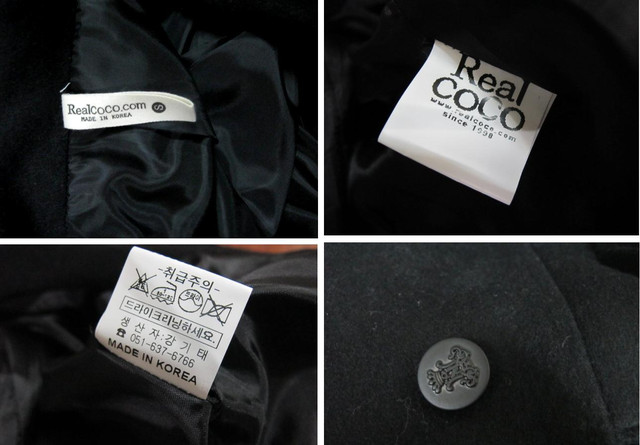 RealCoco.com S
MADE IN KOREA
Real
COCO
www.realcoco.com
since 1998
-취급주의-
드라이크리닝하세요.
생 산 자:강 기 태
☎ 051-637-6766
MADE IN KOREA